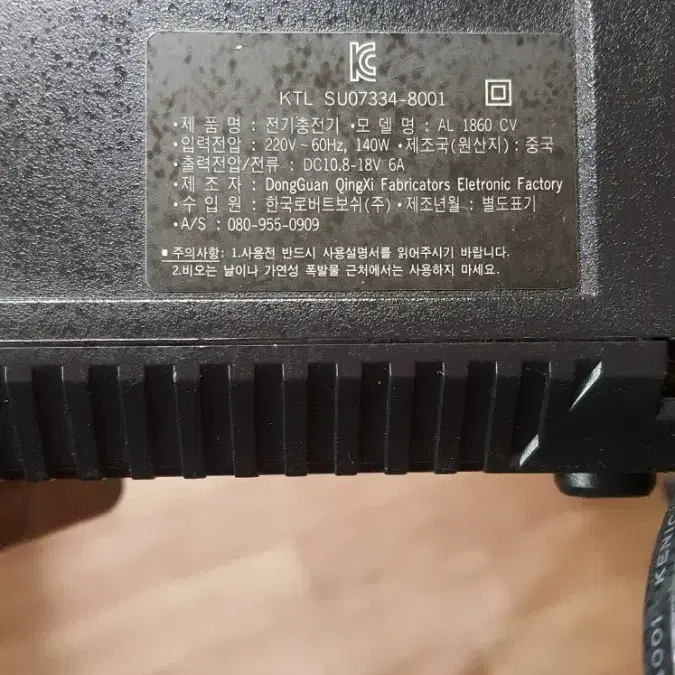 KC
KTL SU07334-8001
•제 품 명 : 전기충전기 •모 델 명 : AL 1860 CV
•입력전압 : 220V ~ 60Hz, 140W •제조국(원산지) : 중국
•출력전압/전류 : DC10.8-18V 6A
•제 조 자 : DongGuan QingXi Fabricators Eletronic Factory
•수 입 원 : 한국로버트보쉬(주) •제조년월 : 별도표기
•A/S : 080-955-0909
■ 주의사항: 1.사용전 반드시 사용설명서를 읽어주시기 바랍니다.
2.비오는 날이나 가연성 폭발물 근처에서는 사용하지 마세요.